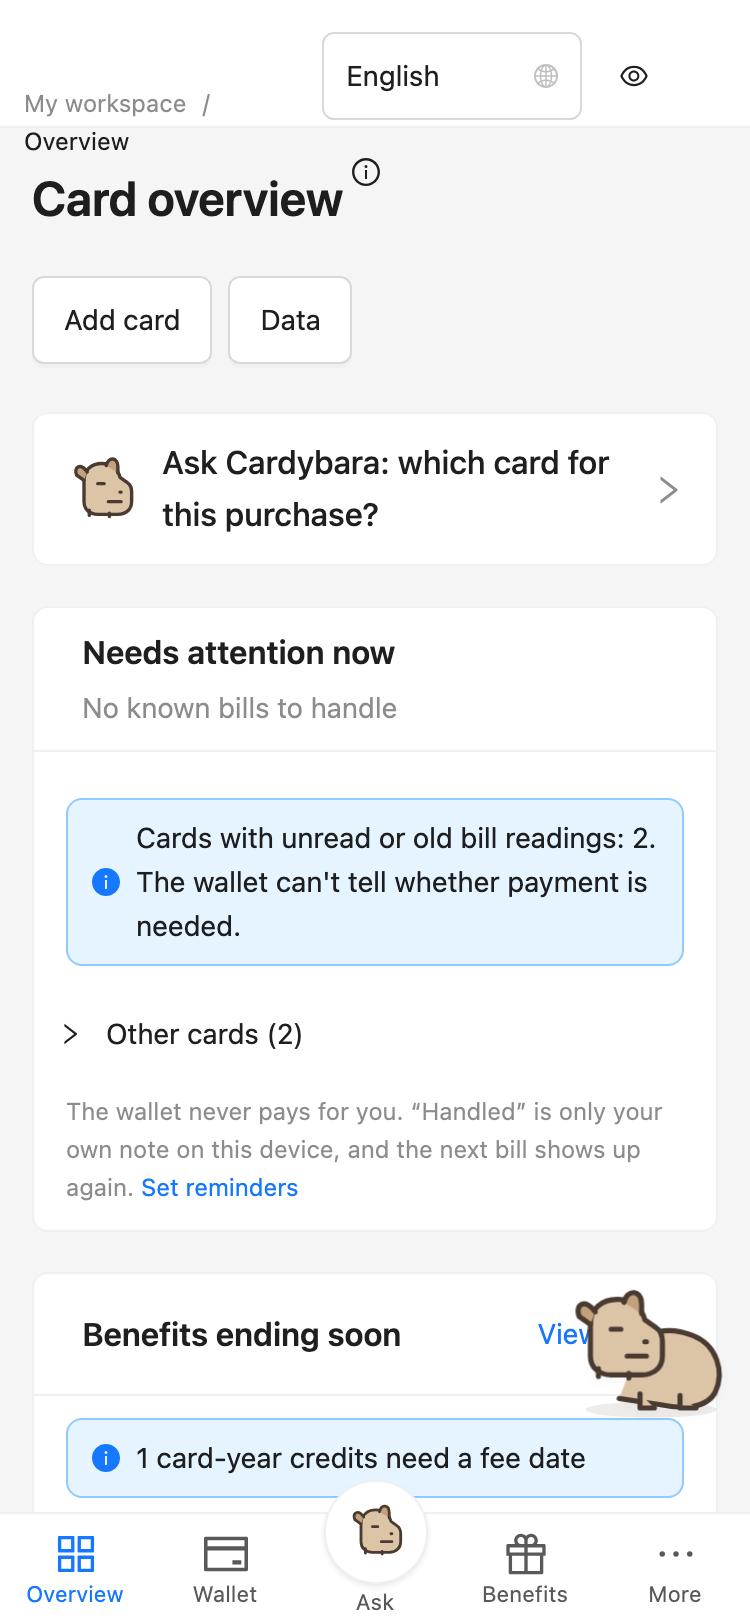 English
My workspace /
Overview
Card overview
Add card
Data
Ask Cardybara: which card for
this purchase?
Needs attention now
No known bills to handle
Cards with unread or old bill readings: 2.
The wallet can't tell whether payment is
needed.
Other cards (2)
The wallet never pays for you. “Handled” is only your
own note on this device, and the next bill shows up
again. Set reminders
Benefits ending soon
1 card-year credits need a fee date
Overview
Wallet
Ask
Benefits
More